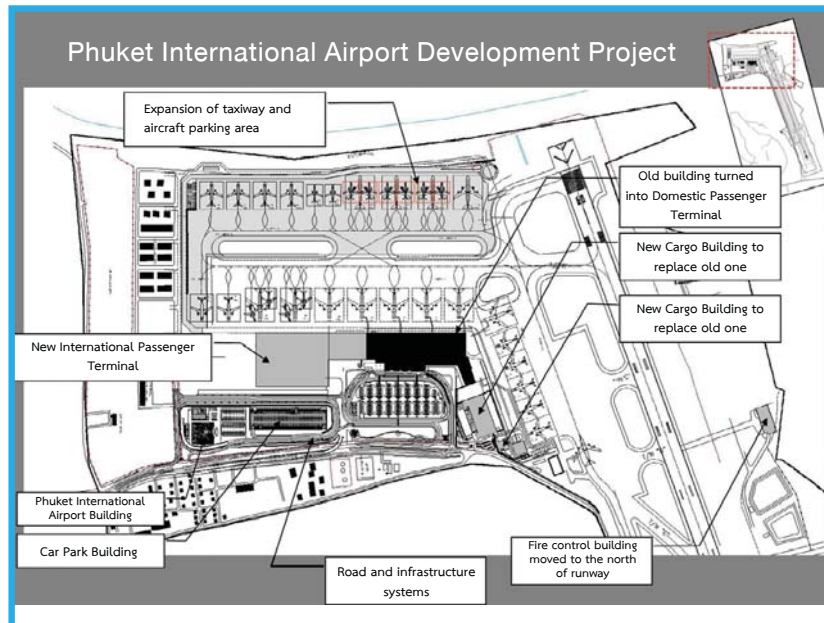 Phuket International Airport Development Project
Expansion of taxiway and
aircraft parking area
Old building turned
into Domestic Passenger
Terminal
New Cargo Building to
replace old one
New Cargo Building to
replace old one
New International Passenger
Terminal
Phuket International
Airport Building
Car Park Building
Road and infrastructure
systems
Fire control building
moved to the north
of runway